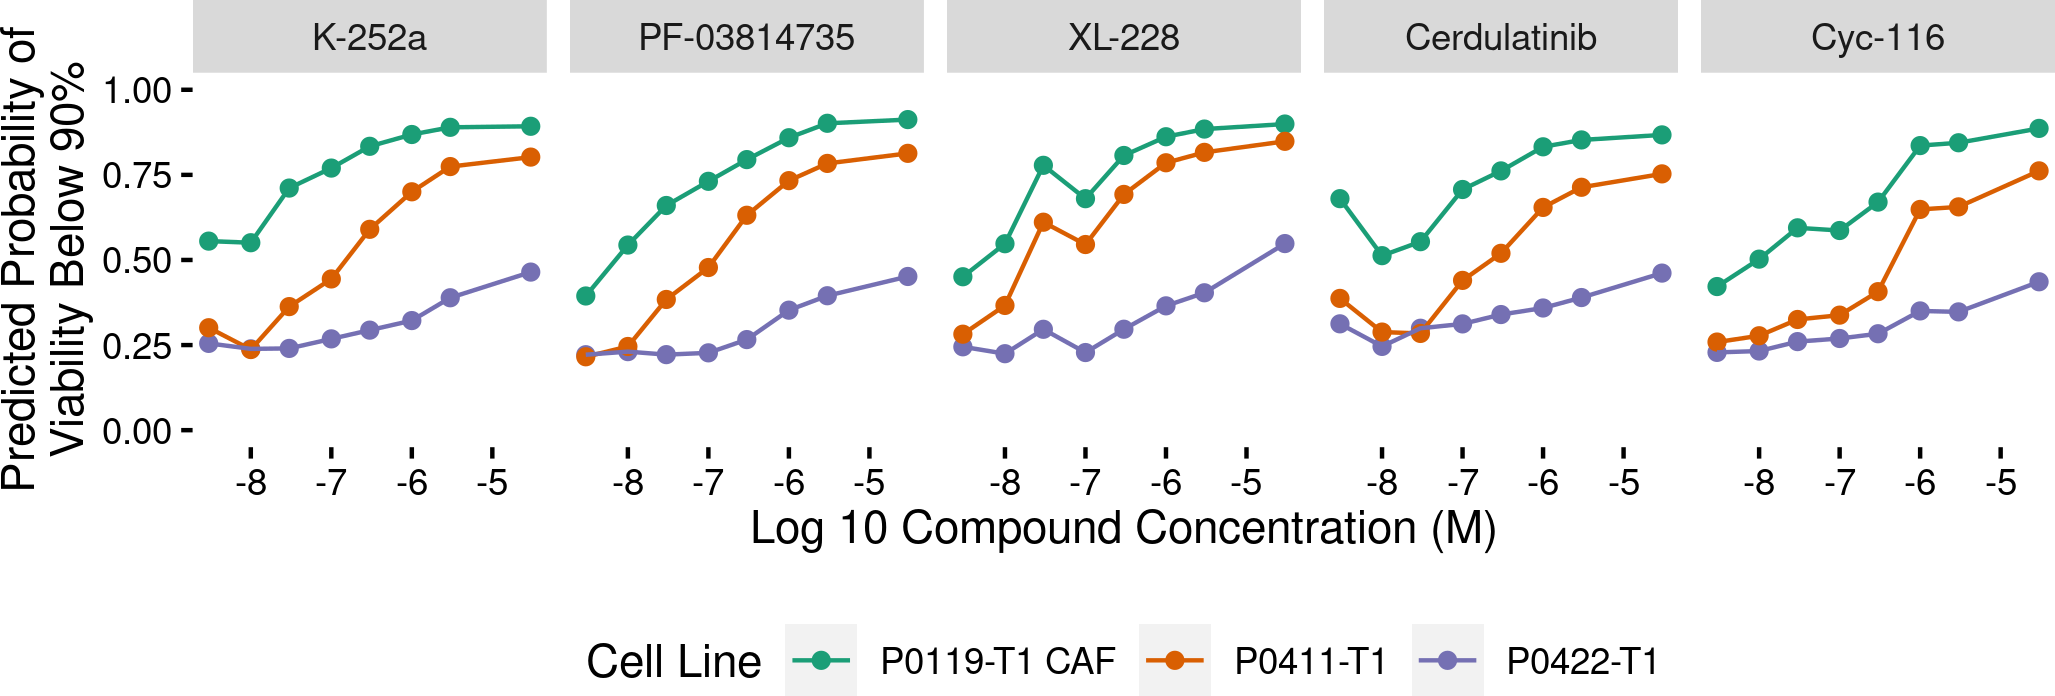 K-252a PF-03814735 XL-228 Cerdulatinib Cyc-116
Predicted Probability of
Viability Below 90%
1.00
0.75
0.50
0.25
0.00
-8 -7 -6 -5 -8 -7 -6 -5 -8 -7 -6 -5 -8 -7 -6 -5 -8 -7 -6 -5
Log 10 Compound Concentration (M)
Cell Line P0119-T1 CAF P0411-T1 P0422-T1